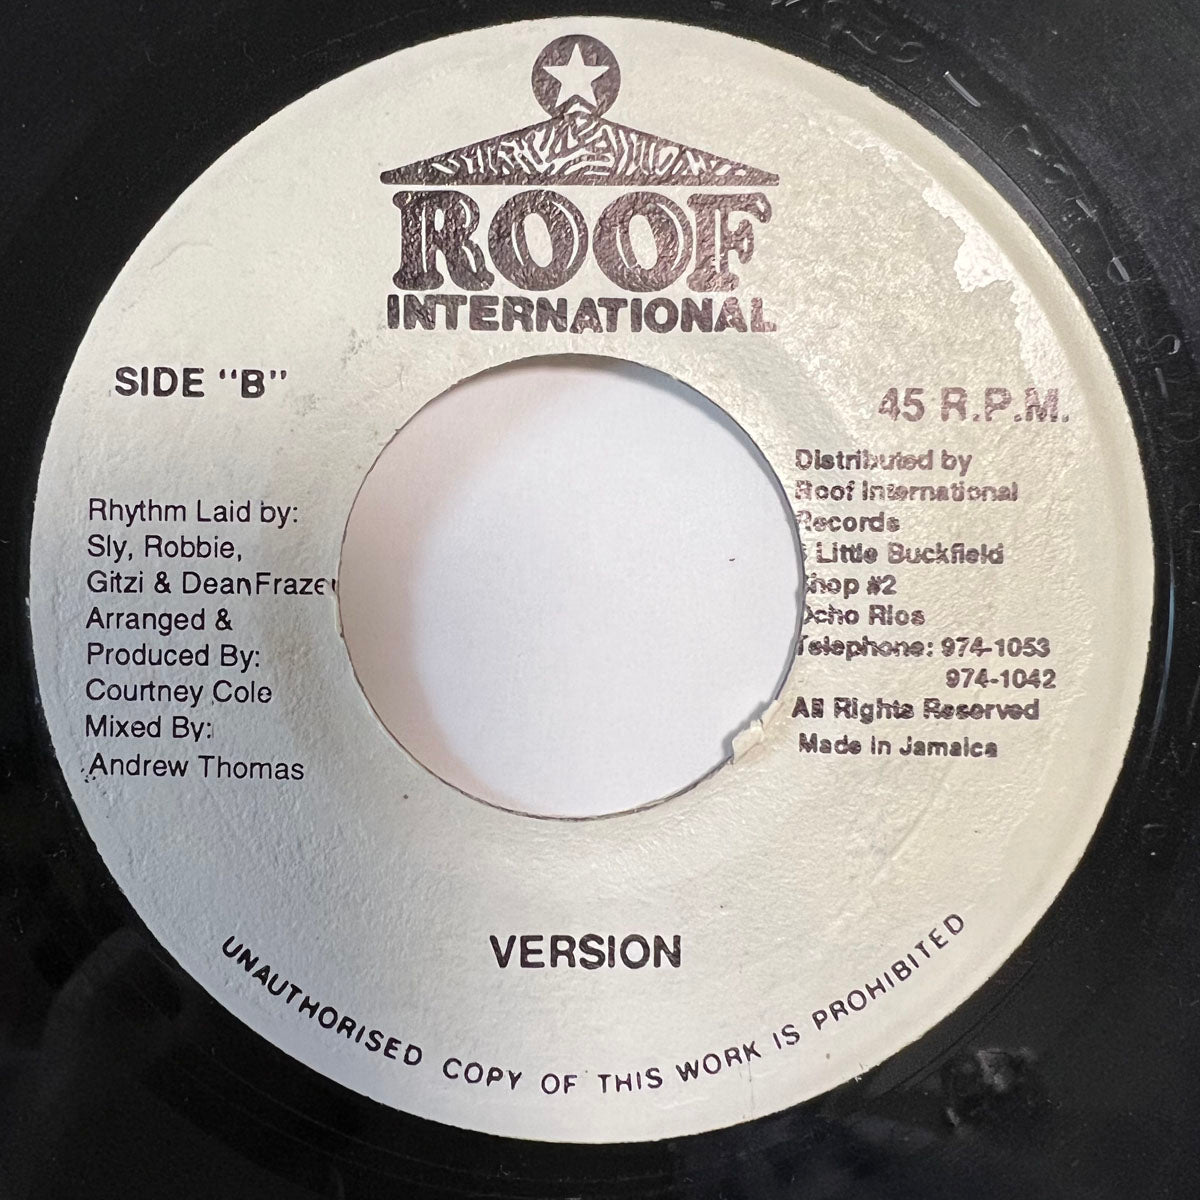 ROOF
INTERNATIONAL
SIDE "B"
45 R.P.M.
Rhythm Laid by:
Sly, Robbie,
Gitzi & Dean Frazer
Arranged &
Produced By:
Courtney Cole
Mixed By:
Andrew Thomas
Distributed by
Roof International
Records
Little Buckfield
Shop #2
Ocho Rios
Telephone: 974-1053
974-1042
All Rights Reserved
Made in Jamaica
VERSION
UNAUTHORISED COPY OF THIS WORK IS PROHIBITED